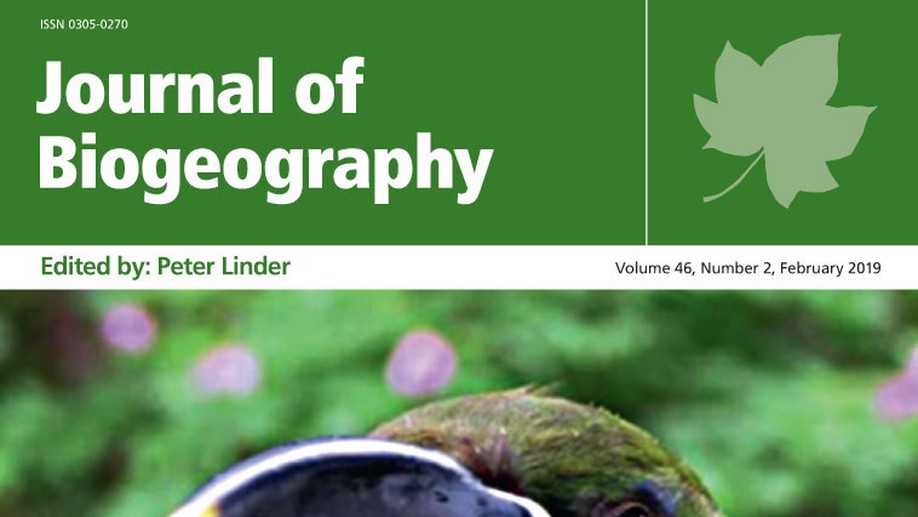 ISSN 0305-0270
Journal of
Biogeography
Edited by: Peter Linder
Volume 46, Number 2, February 2019